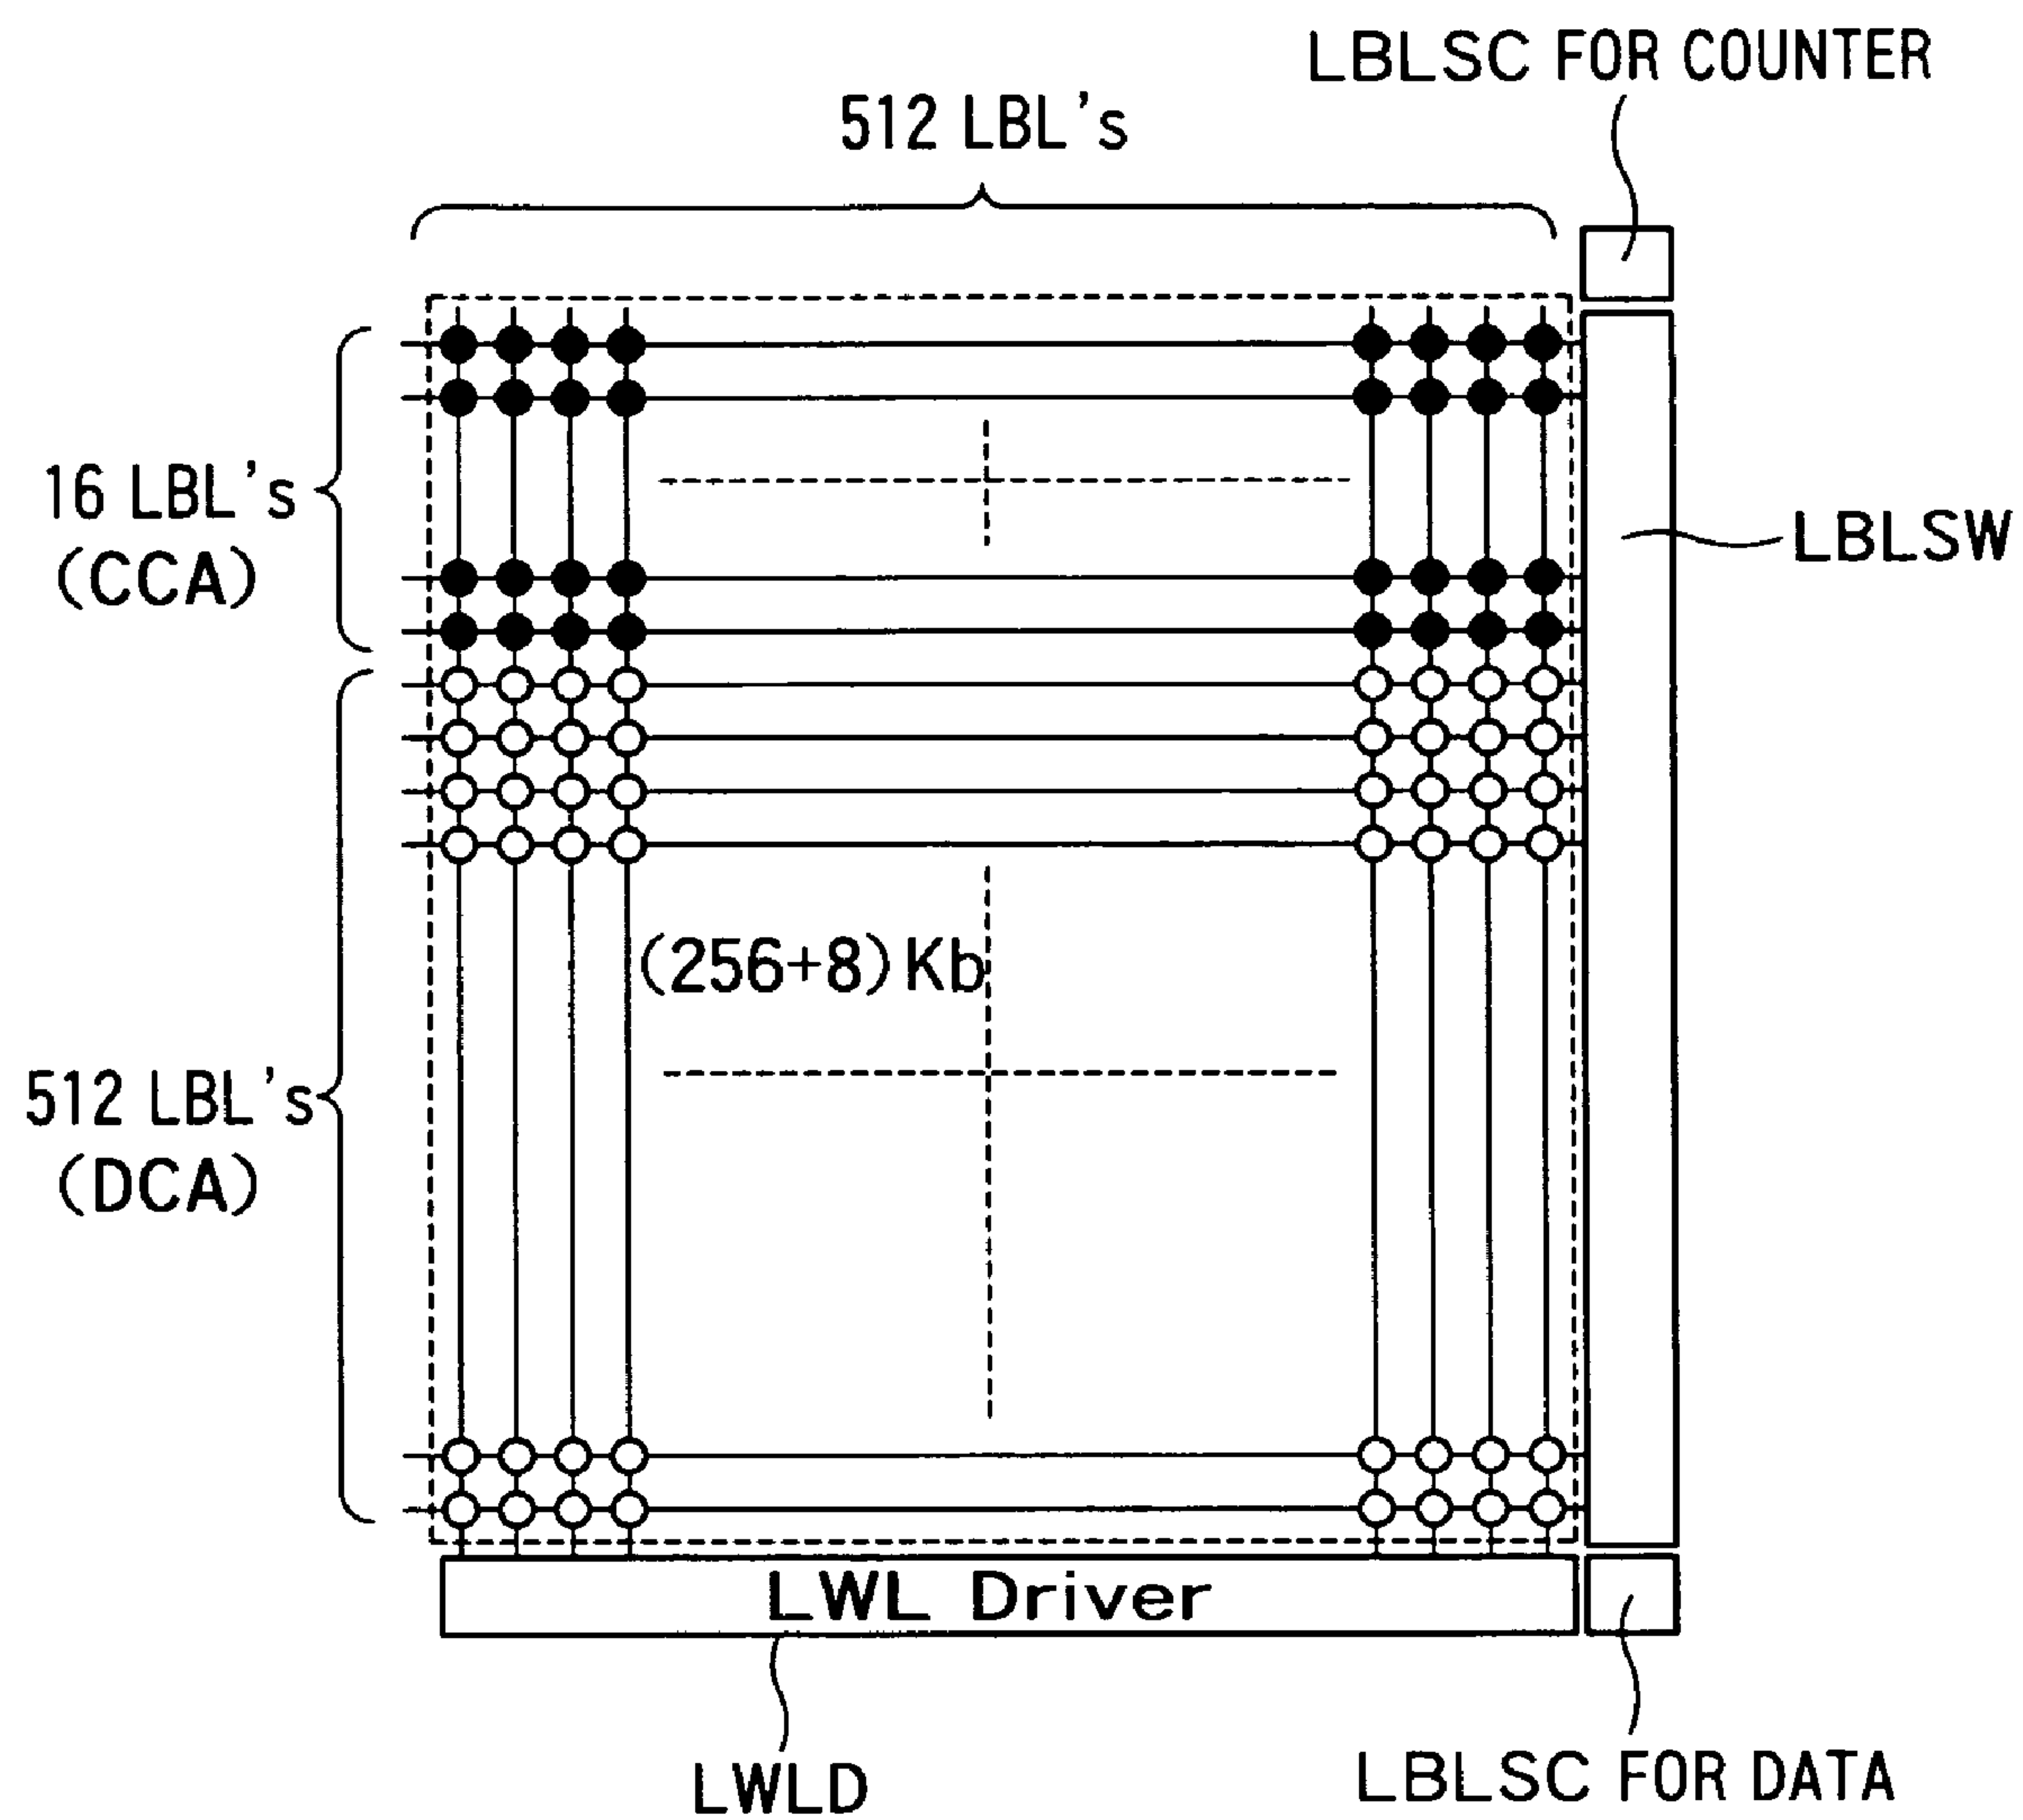 LBLSC FOR COUNTER
512 LBL's
16 LBL's
(CCA)
LBLSW
(256+8) Kb
512 LBL's
(DCA)
LWL Driver
LWLD
LBLSC FOR DATA